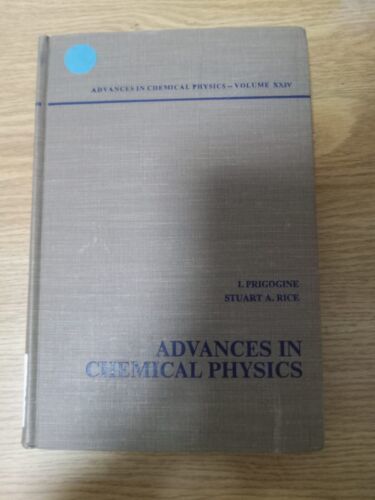 ADVANCES IN CHEMICAL PHYSICS – VOLUME XXIV
I. PRIGOGINE
STUART A. RICE
ADVANCES IN
CHEMICAL PHYSICS